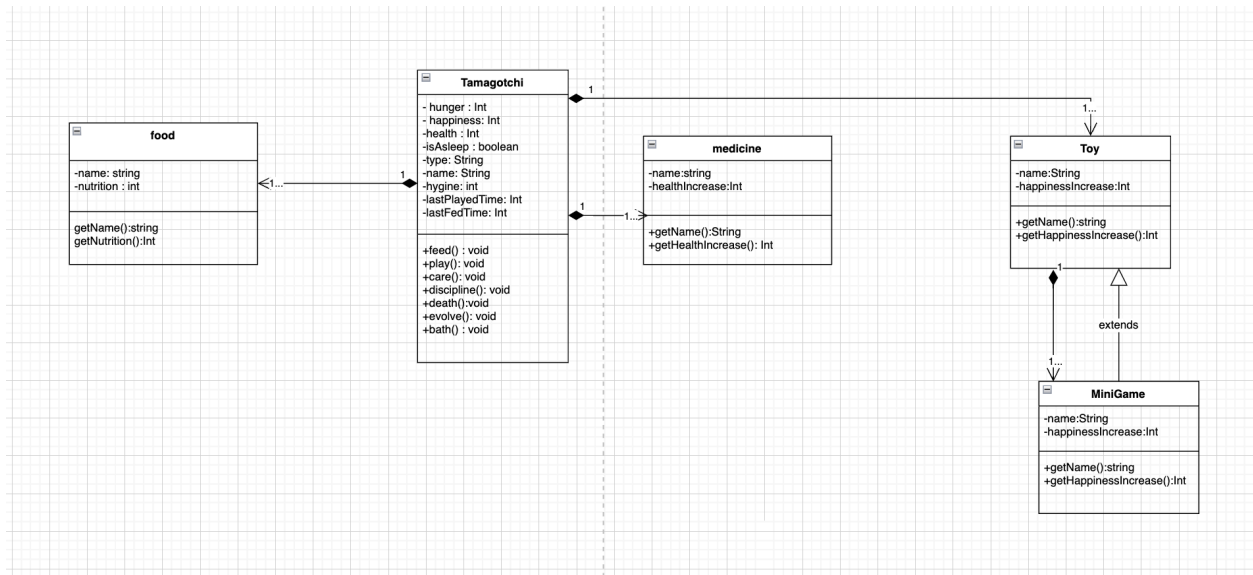 Tamagotchi
- hunger : Int
- happiness: Int
-health : Int
-isAsleep : boolean
-type: String
-name: String
-hygine: int
-lastPlayedTime: Int
-lastFedTime: Int
+feed() : void
+play(): void
+care(): void
+discipline(): void
+death():void
+evolve(): void
+bath() : void
food
-name: string
-nutrition : int
getName():string
getNutrition():Int
1...
1
medicine
-name:string
-healthIncrease:Int
+getName():String
+getHealthIncrease(): Int
1
1...
1
1...
Toy
-name:String
-happinessIncrease:Int
+getName():string
+getHappinessIncrease():Int
1
extends
1...
MiniGame
-name:String
-happinessIncrease:Int
+getName():string
+getHappinessIncrease():Int